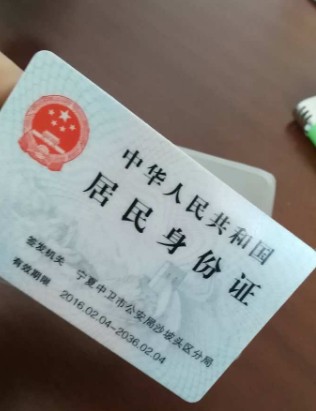 中华人民共和国
居民身份证
签发机关 宁夏中卫市公安局沙坡头区分局
有效期限 2016.02.04-2036.02.04